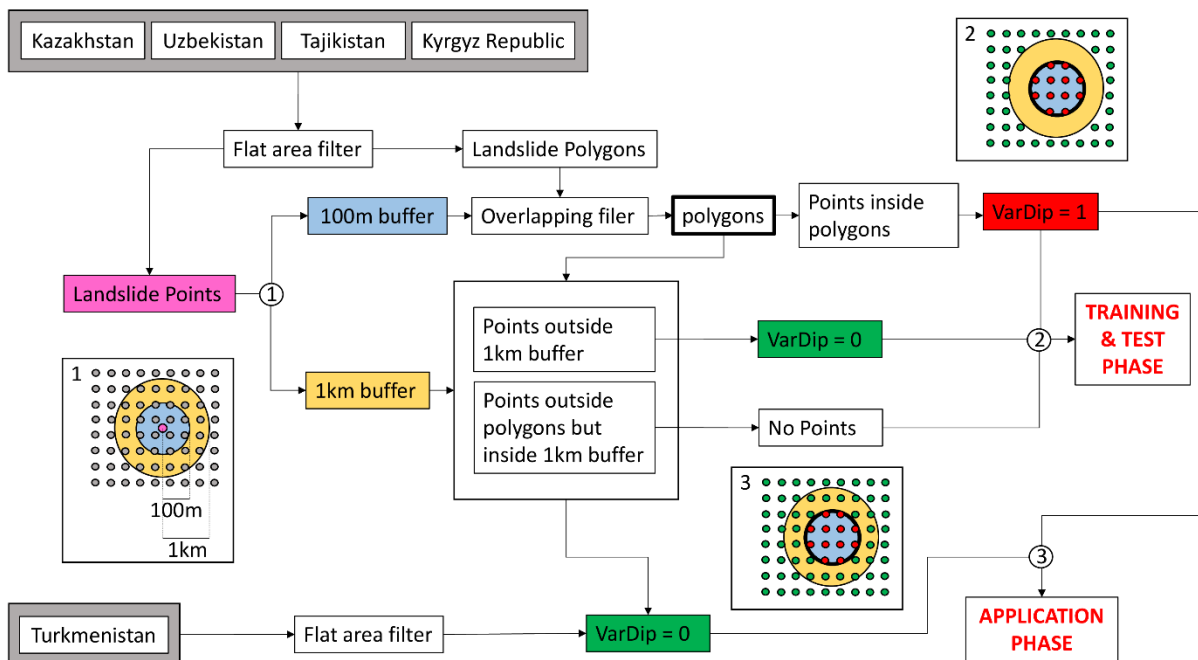 Kazakhstan
Uzbekistan
Tajikistan
Kyrgyz Republic
2
Flat area filter
Landslide Polygons
100m buffer
Overlapping filer
polygons
Points inside
polygons
VarDip = 1
Landslide Points
1
Points outside
1km buffer
VarDip = 0
2
TRAINING
& TEST
PHASE
1
100m
1km
1km buffer
Points outside
polygons but
inside 1km buffer
No Points
3
3
Turkmenistan
Flat area filter
VarDip = 0
APPLICATION
PHASE